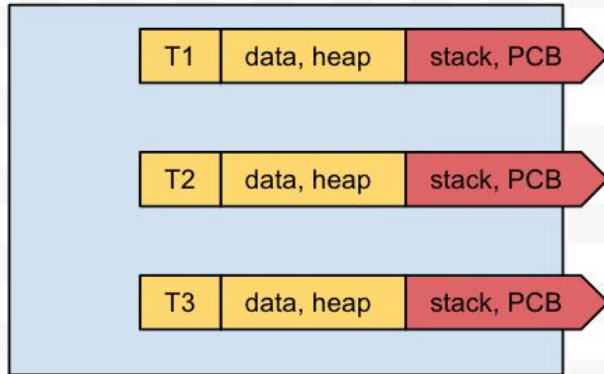 T1 data, heap stack, PCB
T2 data, heap stack, PCB
T3 data, heap stack, PCB